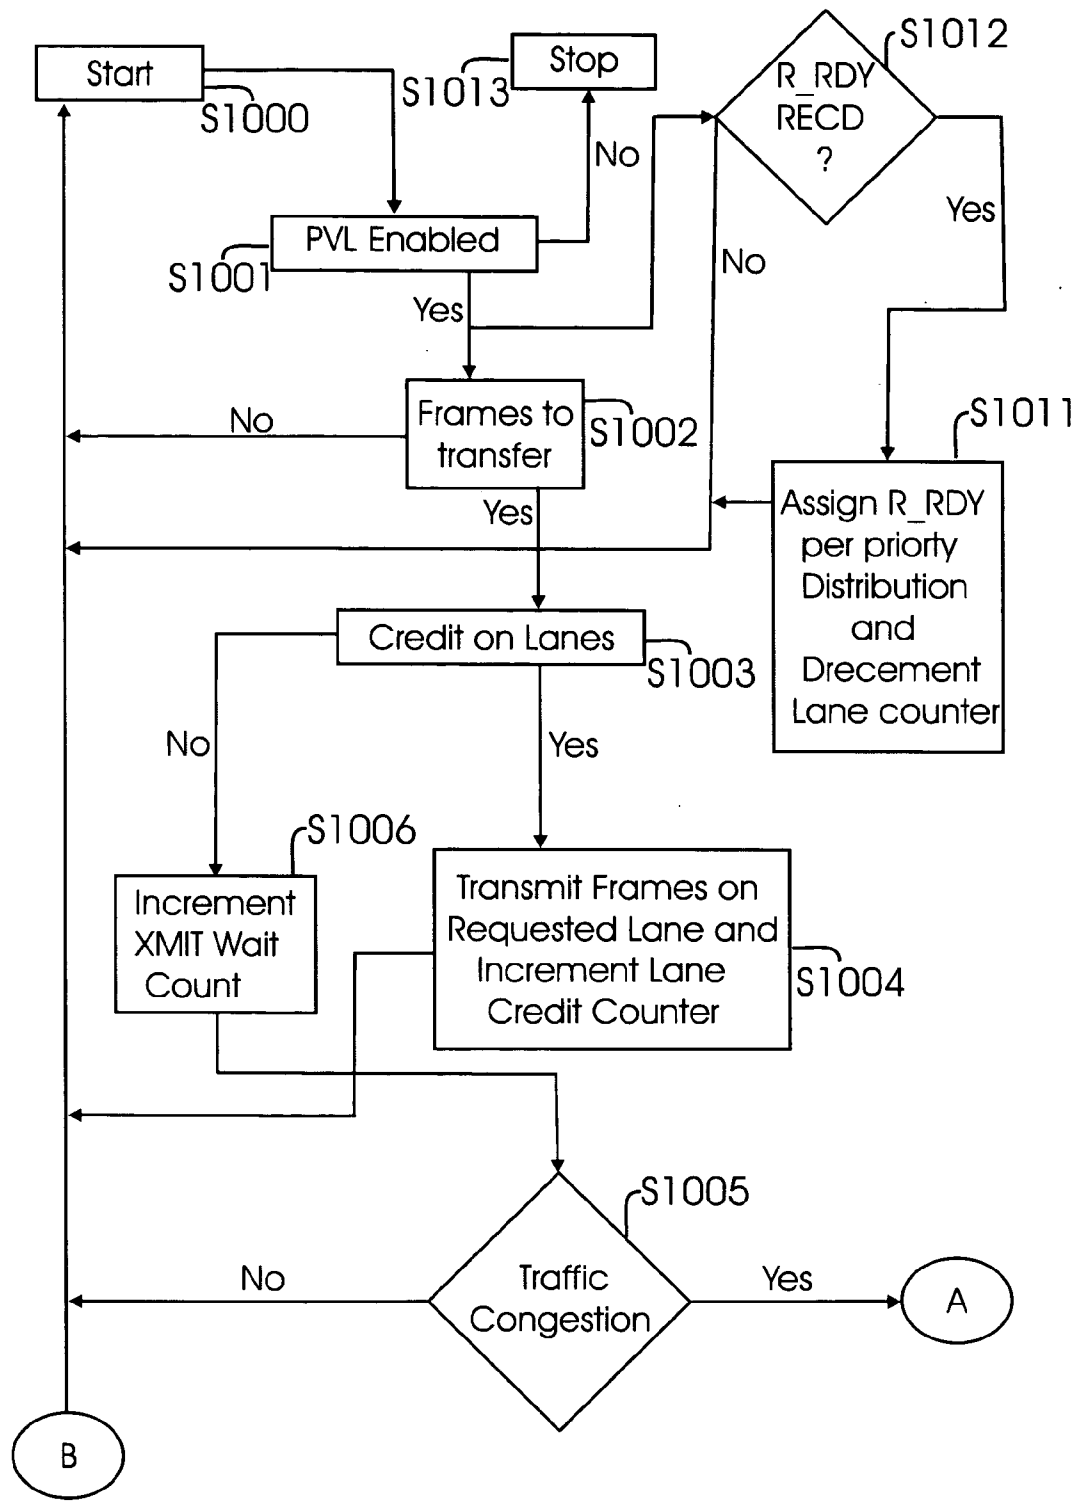 Start
S1000
Stop
S1013
R_RDY
RECD
?
S1012
No
Yes
PVL Enabled
S1001
No
Yes
Frames to
transfer
S1002
No
Yes
S1011
Assign R_RDY
per priorty
Distribution
and
Drecement
Lane counter
Credit on Lanes
S1003
No
Yes
S1006
Increment
XMIT Wait
Count
Transmit Frames on
Requested Lane and
Increment Lane
Credit Counter
S1004
S1005
Traffic
Congestion
No
Yes
A
B